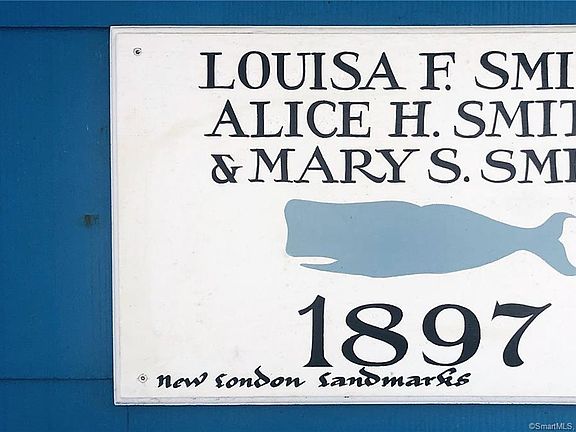 LOUISA F. SMI
ALICE H. SMIT
& MARY S. SMI
1897
New London Landmarks
©SmartMLS,